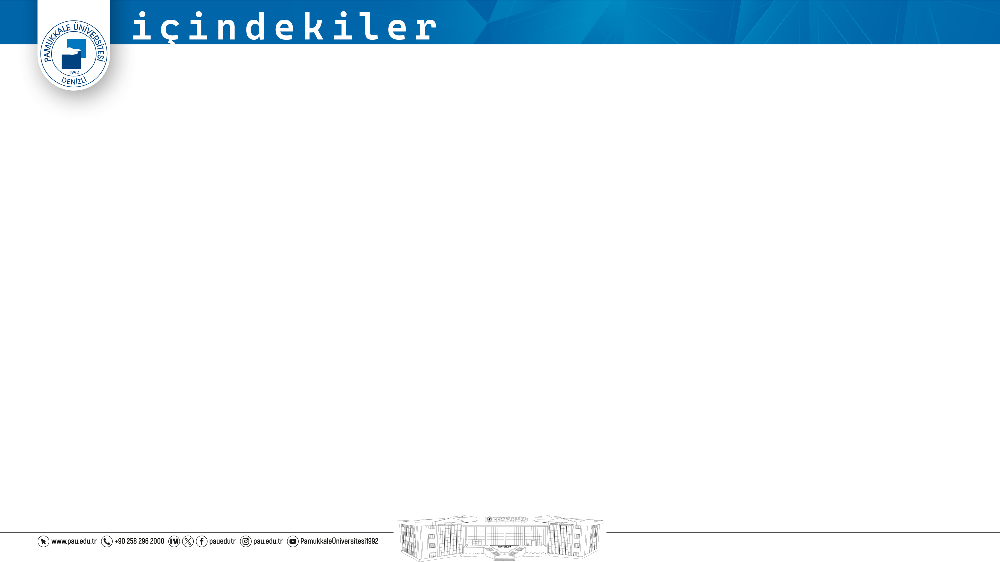 içindekiler
PAMUKKALE ÜNİVERSİTESİ
1992
DENİZLİ
REKTÖRLÜK
REKTÖRLÜK
www.pau.edu.tr +90 258 296 2000 pauedutr pau.edu.tr PamukkaleÜniversitesi1992